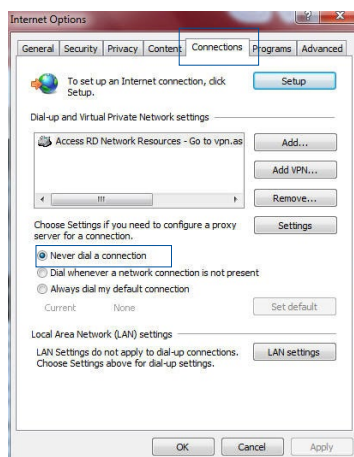 Internet Options
General Security Privacy Content Connections Programs Advanced
To set up an Internet connection, click Setup.
Setup
Dial-up and Virtual Private Network settings
Access RD Network Resources - Go to vpn.as
Add...
Add VPN...
Remove...
Choose Settings if you need to configure a proxy
server for a connection.
Settings
Never dial a connection
Dial whenever a network connection is not present
Always dial my default connection
Current None
Set default
Local Area Network (LAN) settings
LAN Settings do not apply to dial-up connections.
Choose Settings above for dial-up settings.
LAN settings
OK Cancel Apply